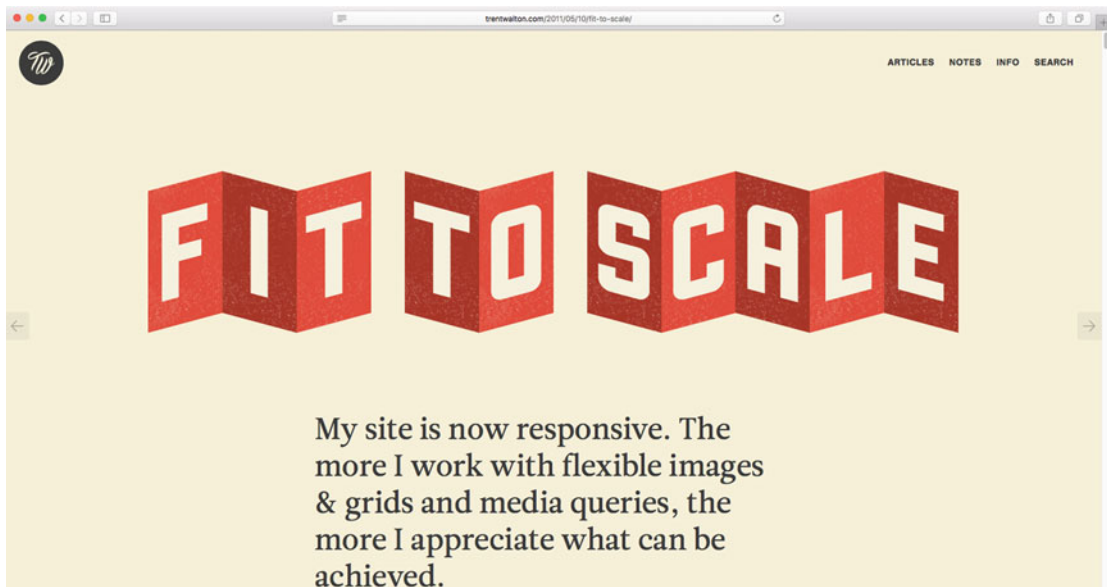 trentwalton.com/2011/05/10/fit-to-scale/
TW
ARTICLES NOTES INFO SEARCH
FIT TO SCALE
My site is now responsive. The
more I work with flexible images
& grids and media queries, the
more I appreciate what can be
achieved.